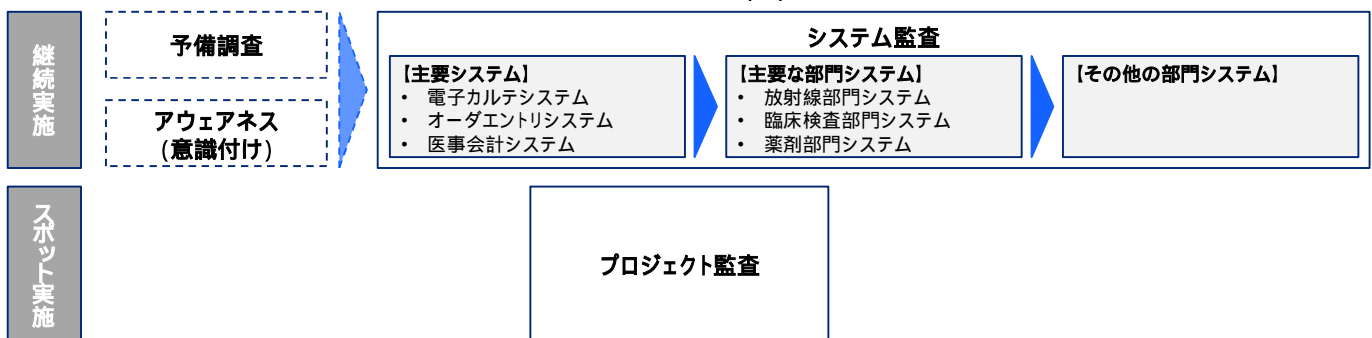 継続実施
予備調査
アウェアネス
(意識付け)
システム監査
【主要システム】
• 電子カルテシステム
• オーダエントリシステム
• 医事会計システム
【主要な部門システム】
• 放射線部門システム
• 臨床検査部門システム
• 薬剤部門システム
【その他の部門システム】
スポット実施
プロジェクト監査